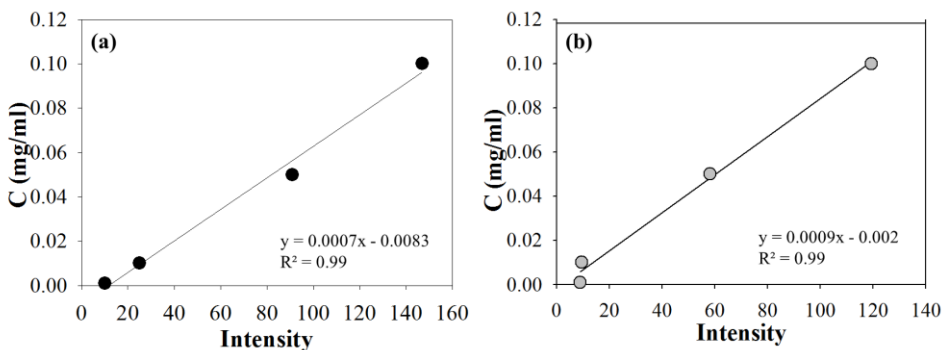 (a)
C (mg/ml)
0.12
0.10
0.08
0.06
0.04
0.02
0.00
y = 0.0007x - 0.0083
R² = 0.99
0 20 40 60 80 100 120 140 160
Intensity
(b)
C (mg/ml)
0.12
0.10
0.08
0.06
0.04
0.02
0.00
y = 0.0009x - 0.002
R² = 0.99
0 20 40 60 80 100 120 140
Intensity